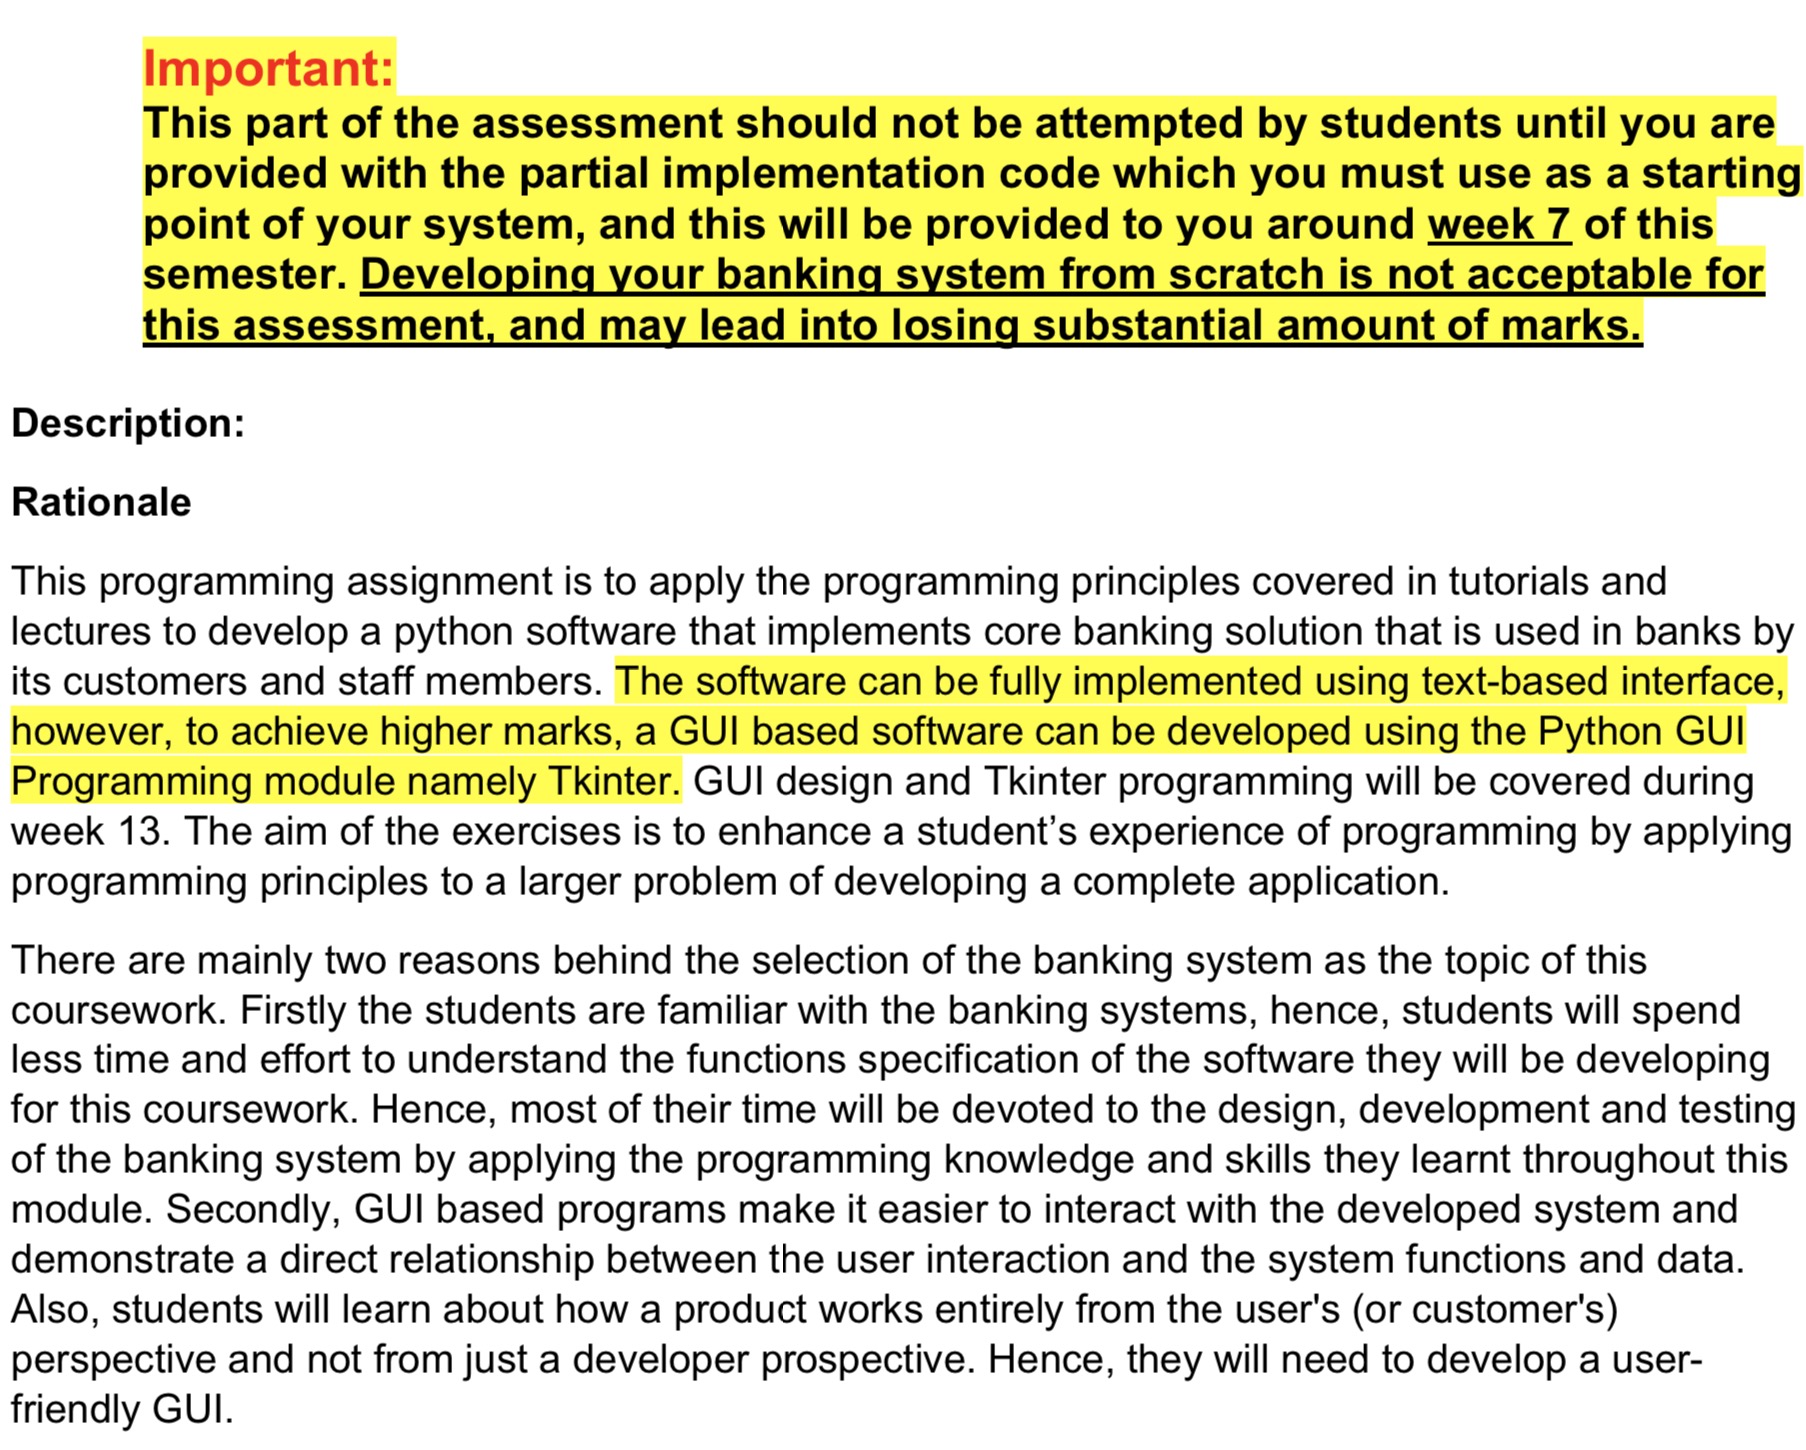 Important:
This part of the assessment should not be attempted by students until you are
provided with the partial implementation code which you must use as a starting
point of your system, and this will be provided to you around week 7 of this
semester. Developing your banking system from scratch is not acceptable for
this assessment, and may lead into losing substantial amount of marks.
Description:
Rationale
This programming assignment is to apply the programming principles covered in tutorials and
lectures to develop a python software that implements core banking solution that is used in banks by
its customers and staff members. The software can be fully implemented using text-based interface,
however, to achieve higher marks, a GUI based software can be developed using the Python GUI
Programming module namely Tkinter. GUI design and Tkinter programming will be covered during
week 13. The aim of the exercises is to enhance a student’s experience of programming by applying
programming principles to a larger problem of developing a complete application.
There are mainly two reasons behind the selection of the banking system as the topic of this
coursework. Firstly the students are familiar with the banking systems, hence, students will spend
less time and effort to understand the functions specification of the software they will be developing
for this coursework. Hence, most of their time will be devoted to the design, development and testing
of the banking system by applying the programming knowledge and skills they learnt throughout this
module. Secondly, GUI based programs make it easier to interact with the developed system and
demonstrate a direct relationship between the user interaction and the system functions and data.
Also, students will learn about how a product works entirely from the user's (or customer's)
perspective and not from just a developer prospective. Hence, they will need to develop a user-
friendly GUI.